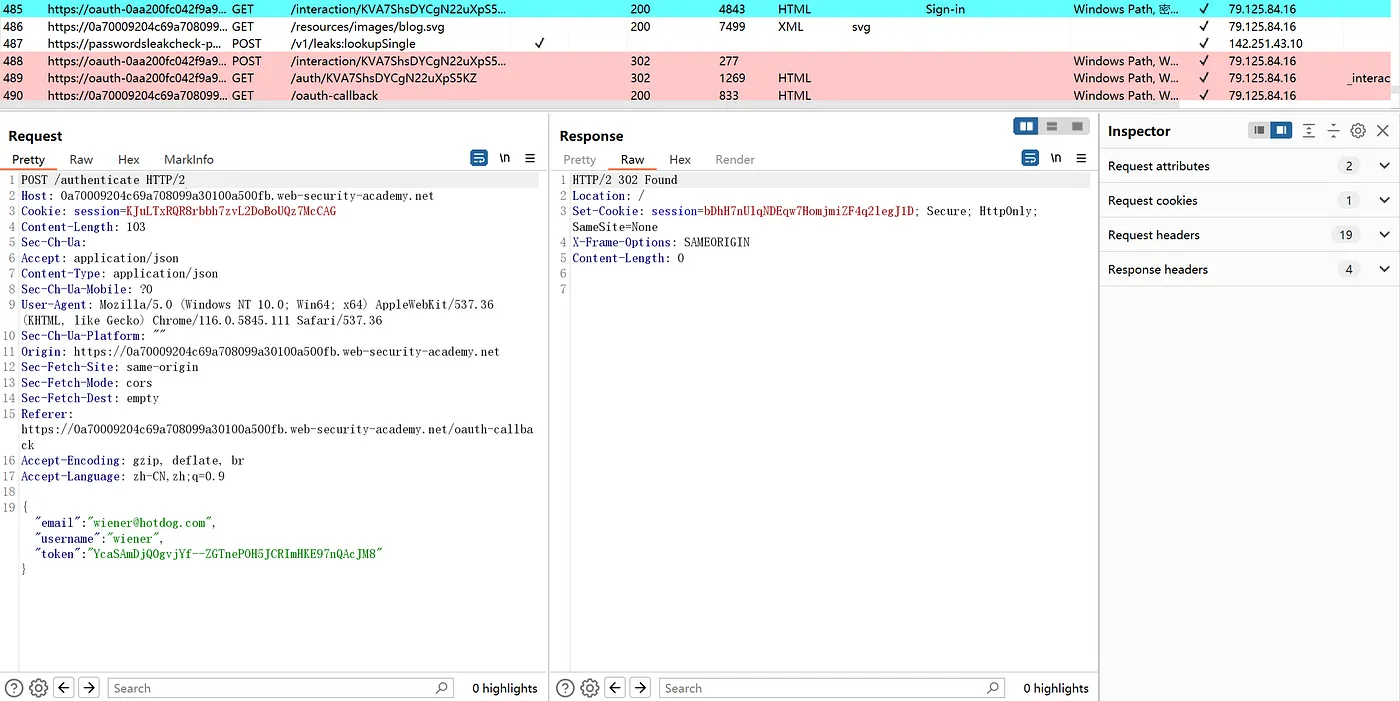 485 https://oauth-0aa200fc042f9a9... GET /interaction/KVA7ShsDYCgN22uXpS5... 200 4843 HTML Sign-in Windows Path, 密... ✓ 79.125.84.16
486 https://oauth-0aa200fc042f9a9... GET /resources/images/blog.svg 200 7499 XML svg ✓ 79.125.84.16
487 https://passwordsleakcheck-p... POST /v1/leaks:lookupSingle ✓ ✓ 142.251.43.10
488 https://oauth-0aa200fc042f9a9... POST /interaction/KVA7ShsDYCgN22uXpS5... 302 277 Windows Path, W... ✓ 79.125.84.16
489 https://oauth-0aa200fc042f9a9... GET /auth/KVA7ShsDYCgN22uXpS5KZ 302 1269 HTML Windows Path, W... ✓ 79.125.84.16 _interac
490 https://0a70009204c69a708099... GET /oauth-callback 200 833 HTML Windows Path, W... ✓ 79.125.84.16
Request
Pretty Raw Hex MarkInfo
\n
1 POST /authenticate HTTP/2
2 Host: 0a70009204c69a708099a30100a500fb.web-security-academy.net
3 Cookie: session=KJuLTxRQR8rbbh7zvL2DoBoUQz7McCAG
4 Content-Length: 103
5 Sec-Ch-Ua:
6 Accept: application/json
7 Content-Type: application/json
8 Sec-Ch-Ua-Mobile: ?0
9 User-Agent: Mozilla/5.0 (Windows NT 10.0; Win64; x64) AppleWebKit/537.36
(KHTML, like Gecko) Chrome/116.0.5845.111 Safari/537.36
10 Sec-Ch-Ua-Platform: ""
11 Origin: https://0a70009204c69a708099a30100a500fb.web-security-academy.net
12 Sec-Fetch-Site: same-origin
13 Sec-Fetch-Mode: cors
14 Sec-Fetch-Dest: empty
15 Referer:
https://0a70009204c69a708099a30100a500fb.web-security-academy.net/oauth-callba
ck
16 Accept-Encoding: gzip, deflate, br
17 Accept-Language: zh-CN,zh;q=0.9
18
19 {
"email":"wiener@hotdog.com",
"username":"wiener",
"token":"YcaSAmDjQOgvjYf--ZGTnePOH5JCRImHKE97nQAcJM8"
}
Search
0 highlights
Response
Pretty Raw Hex Render
\n
1 HTTP/2 302 Found
2 Location: /
3 Set-Cookie: session=bDhH7nUlqNDEqw7HomjmiZF4q2legJ1D; Secure; HttpOnly;
SameSite=None
4 X-Frame-Options: SAMEORIGIN
5 Content-Length: 0
6
7
Search
0 highlights
Inspector
Request attributes 2
Request cookies 1
Request headers 19
Response headers 4